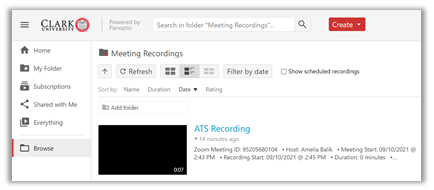 CLARK
UNIVERSITY
Powered by
Panopto
Search in folder "Meeting Recordings"
Create
Home
My Folder
Subscriptions
Shared with Me
Everything
Browse
Meeting Recordings
Refresh
Filter by date
Show scheduled recordings
Sort by: Name Duration Date Rating
Add folder
0:07
ATS Recording
• 14 minutes ago
Zoom Meeting ID: 95205680104 • Host: Amelia Balik • Meeting Start: 09/10/2021 @
2:43 PM • Recording Start: 09/10/2021 @ 2:45 PM • Duration: 0 minutes •...